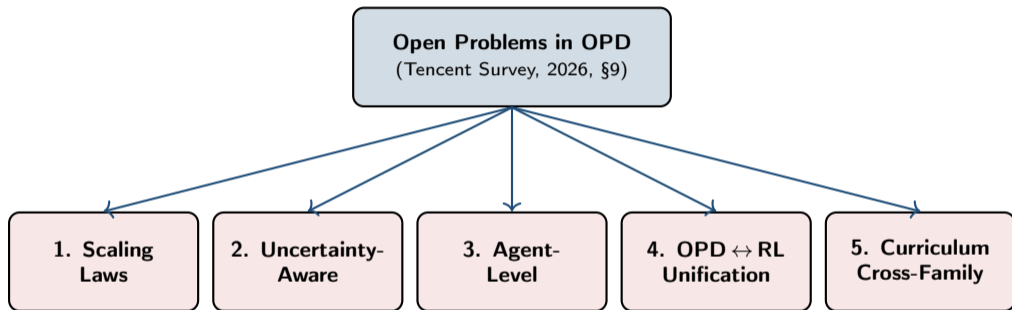 Open Problems in OPD
(Tencent Survey, 2026, §9)
1. Scaling
Laws
2. Uncertainty-
Aware
3. Agent-
Level
4. OPD ↔ RL
Unification
5. Curriculum
Cross-Family